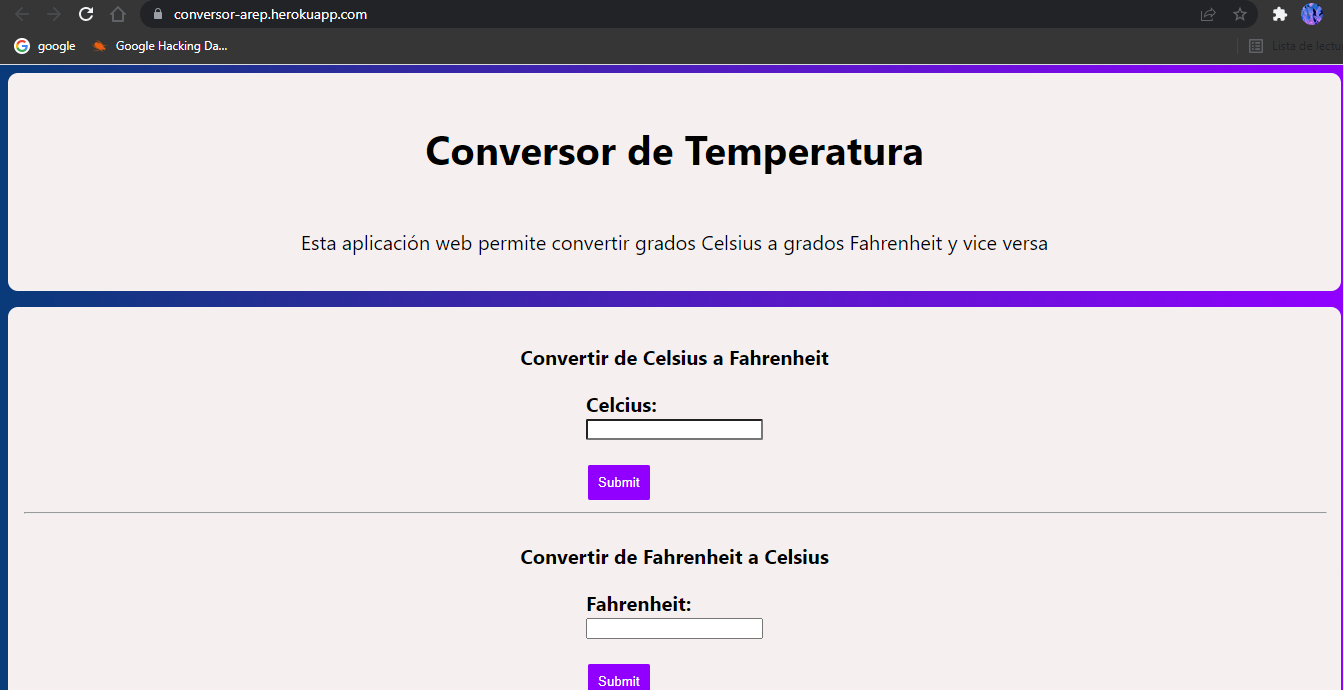 conversor-arep.herokuapp.com
google Google Hacking Da... Lista de lectu
Conversor de Temperatura
Esta aplicación web permite convertir grados Celsius a grados Fahrenheit y vice versa
Convertir de Celsius a Fahrenheit
Celcius:
Submit
Convertir de Fahrenheit a Celsius
Fahrenheit:
Submit